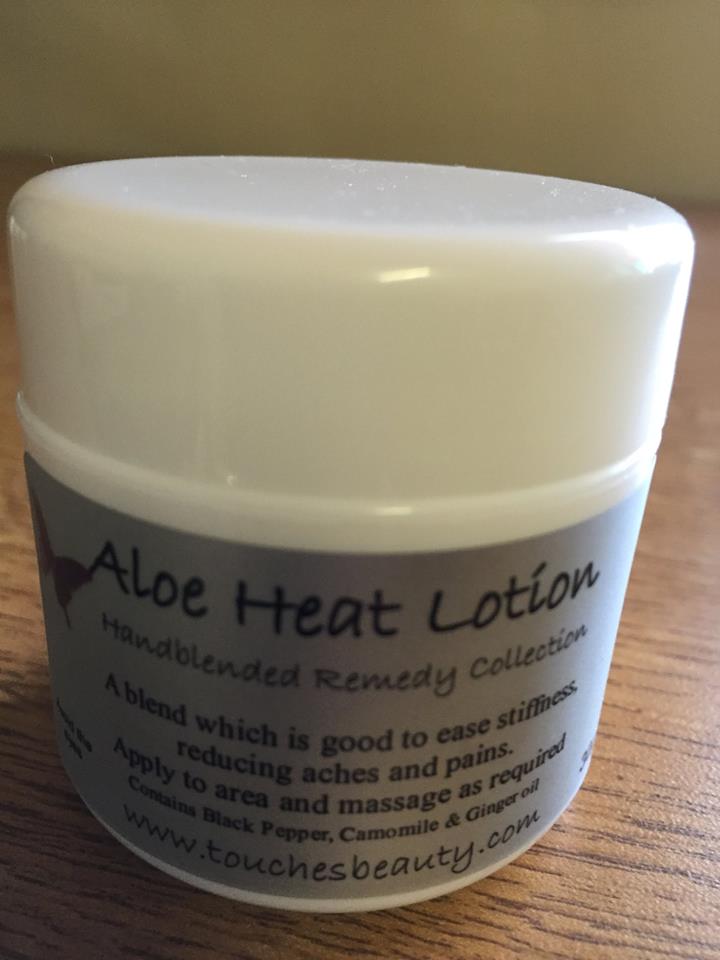 Aloe Heat Lotion
Handblended Remedy Collection
A blend which is good to ease stiffness,
reducing aches and pains.
Apply to area and massage as required
Contains Black Pepper, Camomile & Ginger oil
www.touchesbeauty.com